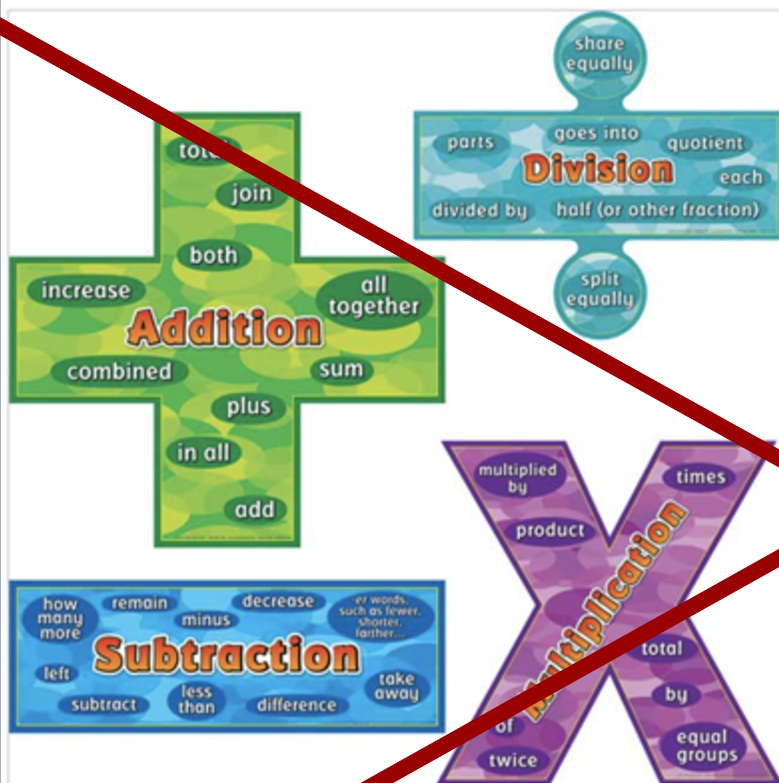 total
join
both
increase
all
together
Addition
combined
sum
plus
in all
add
share
equally
parts
goes into
quotient
Division
each
divided by
half (or other fraction)
split
equally
how
many
more
remain
minus
decrease
-er words,
such as fewer,
shorter,
farther...
Subtraction
left
subtract
less
than
difference
take
away
multiplied
by
times
product
Multiplication
total
by
of
twice
equal
groups